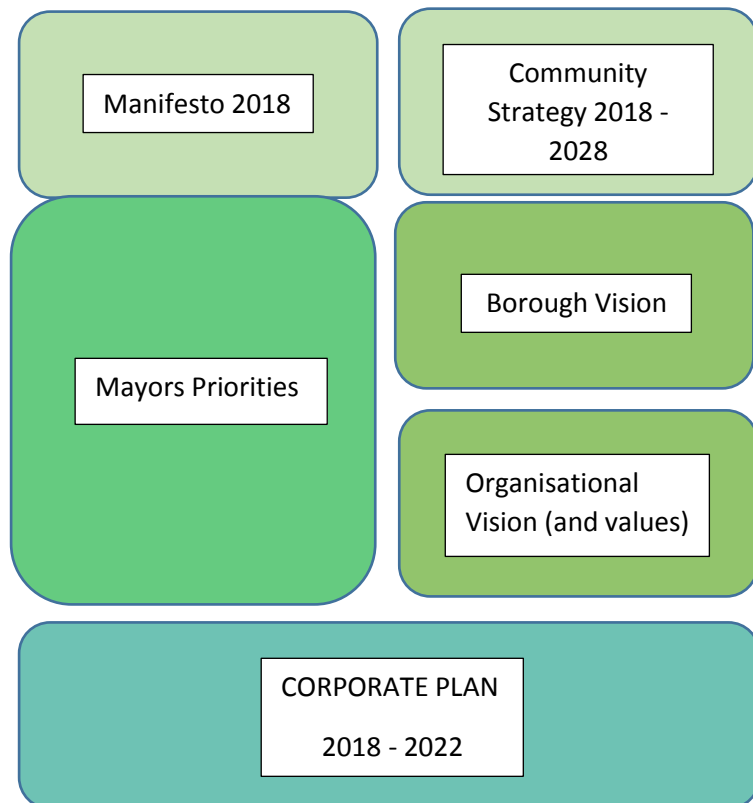 Manifesto 2018
Community
Strategy 2018 -
2028
Borough Vision
Mayors Priorities
Organisational
Vision (and values)
CORPORATE PLAN
2018 - 2022